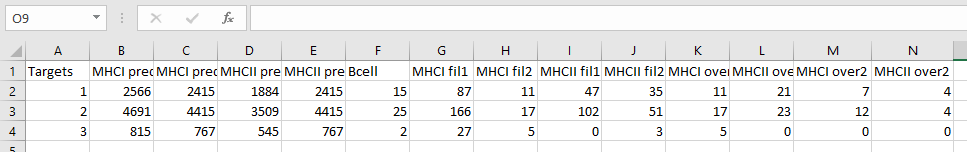 O9 fx
A B C D E F G H I J K L M N
1 Targets MHCI pred MHCI pred MHCII pre MHCII pre Bcell MHCI fil1 MHCI fil2 MHCII fil1 MHCII fil2 MHCI over MHCII ove MHCI over2 MHCII over2
2 1 2566 2415 1884 2415 15 87 11 47 35 11 21 7 4
3 2 4691 4415 3509 4415 25 166 17 102 51 17 23 12 4
4 3 815 767 545 767 2 27 5 0 3 5 0 0 0